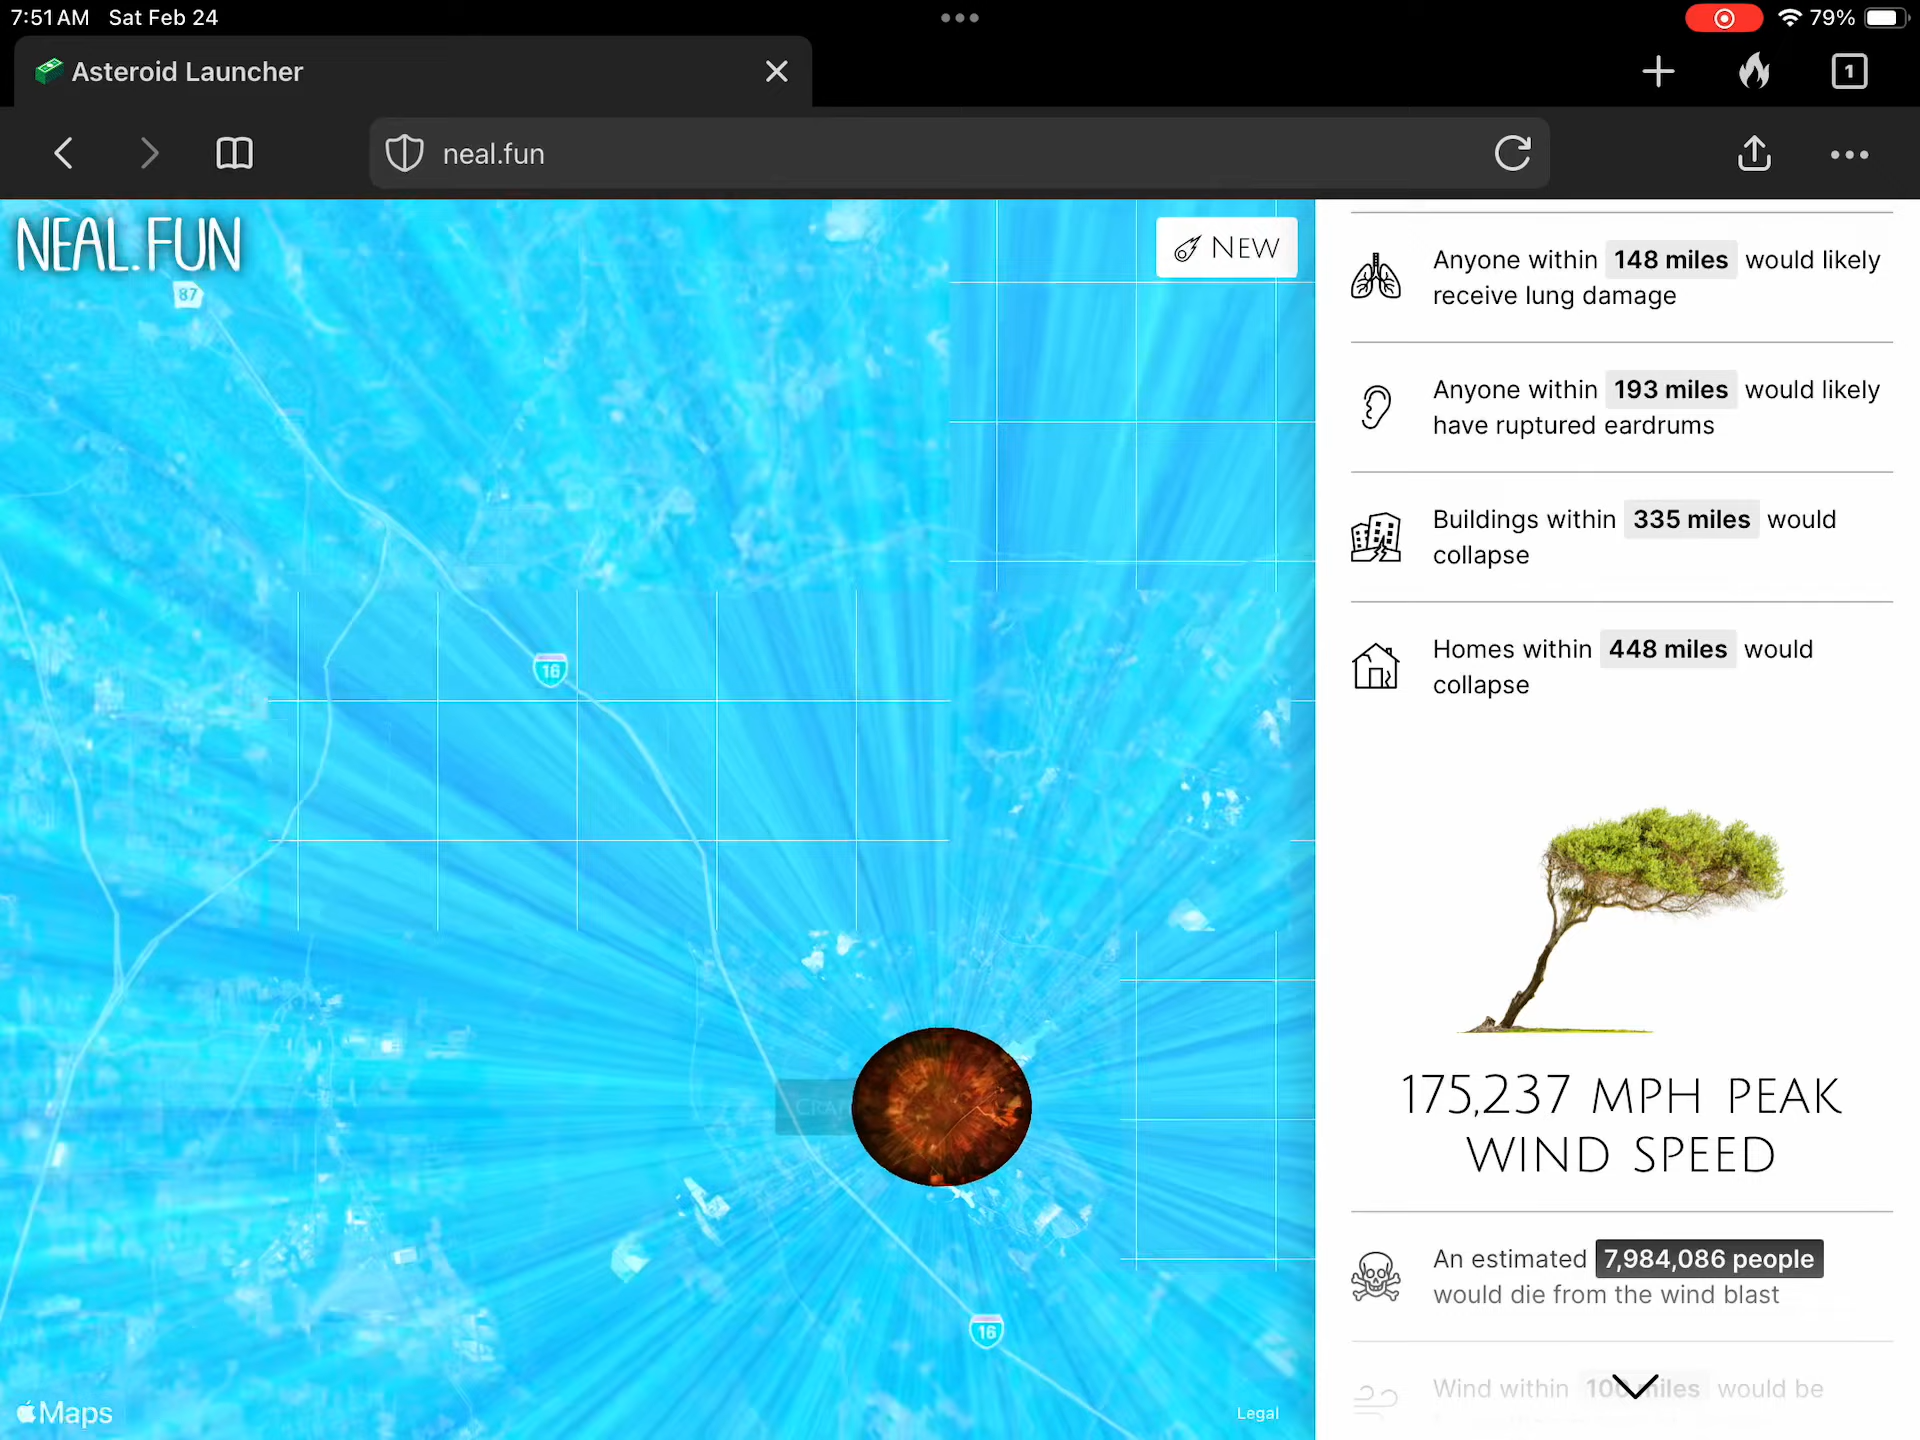 7:51 AM Sat Feb 24
79%
Asteroid Launcher
1
neal.fun
NEAL.FUN
NEW
87
16
16
Maps
Legal
Anyone within 148 miles would likely
receive lung damage
Anyone within 193 miles would likely
have ruptured eardrums
Buildings within 335 miles would
collapse
Homes within 448 miles would
collapse
175,237 MPH PEAK
WIND SPEED
An estimated 7,984,086 people
would die from the wind blast
Wind within miles would be